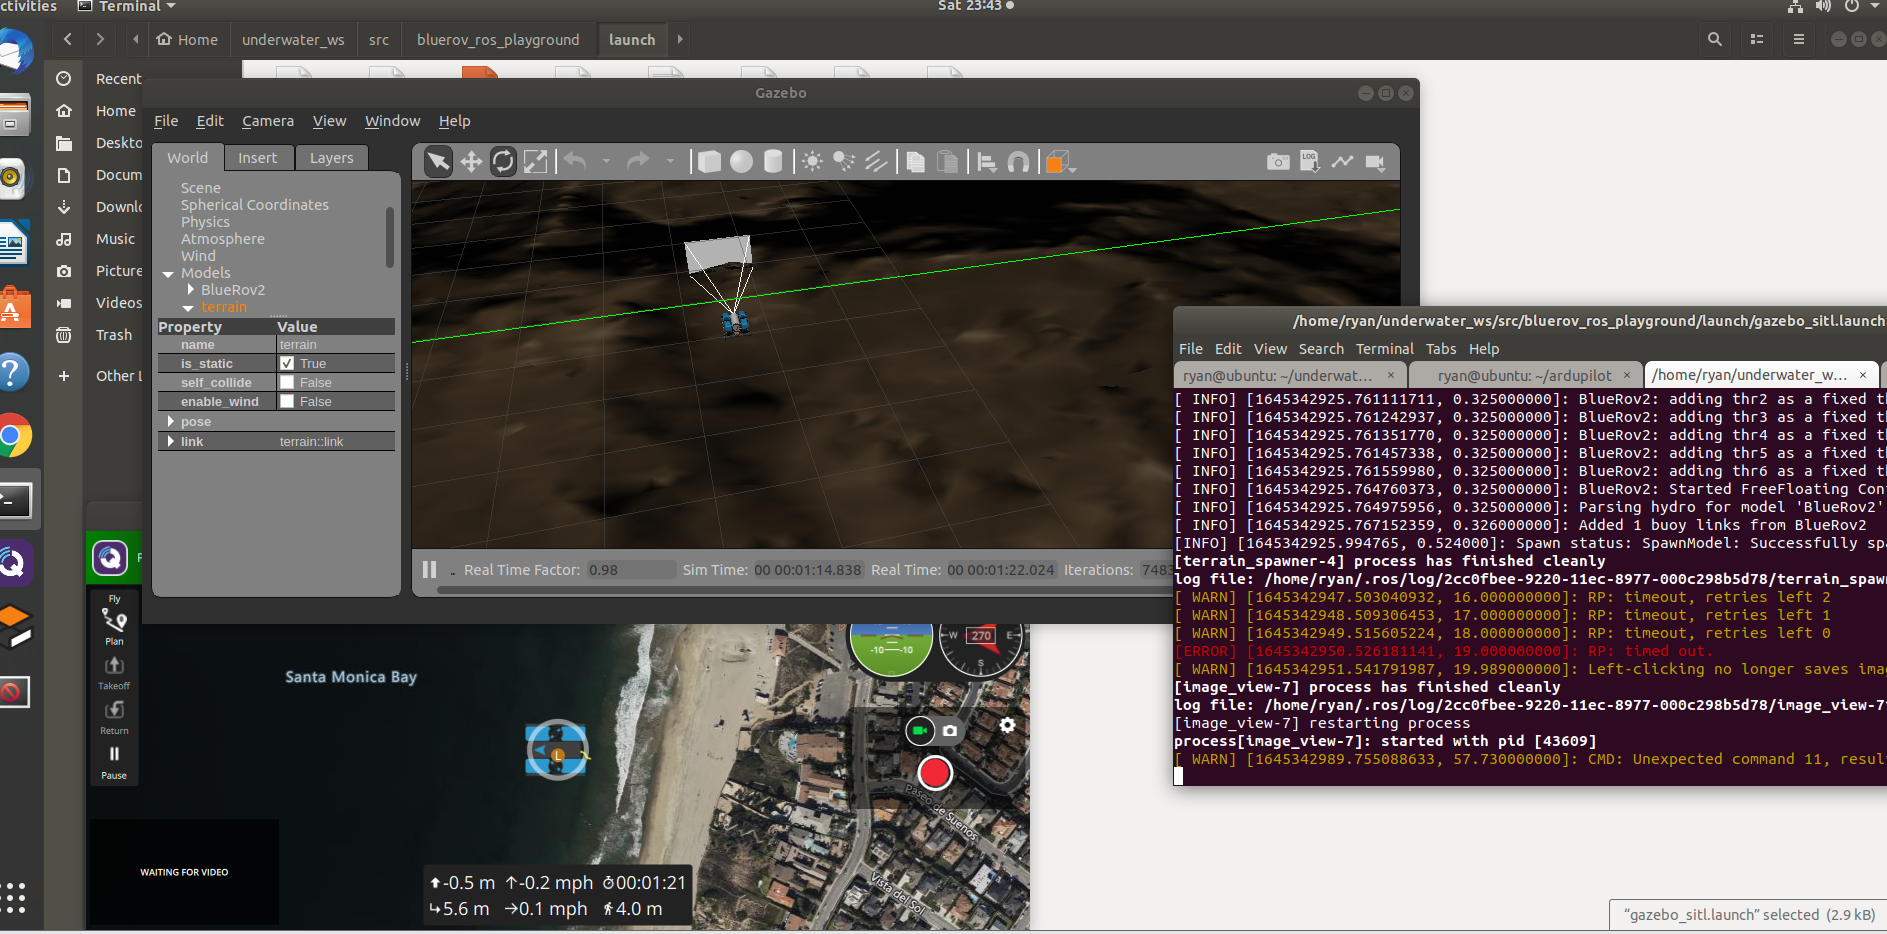 ctivities
Terminal
Sat 23:43
Home
underwater_ws
src
bluerov_ros_playground
launch
Recent
Home
Deskto
Docum
Downlo
Music
Picture
Videos
Trash
Other L
Gazebo
File Edit Camera View Window Help
World Insert Layers
Scene
Spherical Coordinates
Physics
Atmosphere
Wind
Models
BlueRov2
terrain
Property Value
name terrain
is_static True
self_collide False
enable_wind False
pose
link terrain::link
LOG
Real Time Factor: 0.98 Sim Time: 00 00:01:14.838 Real Time: 00 00:01:22.024 Iterations: 7483
/home/ryan/underwater_ws/src/bluerov_ros_playground/launch/gazebo_sitl.launch
File Edit View Search Terminal Tabs Help
ryan@ubuntu: ~/underwat... × ryan@ubuntu: ~/ardupilot × /home/ryan/underwater_w... ×
[ INFO] [1645342925.761111711, 0.325000000]: BlueRov2: adding thr2 as a fixed th
[ INFO] [1645342925.761242937, 0.325000000]: BlueRov2: adding thr3 as a fixed th
[ INFO] [1645342925.761351770, 0.325000000]: BlueRov2: adding thr4 as a fixed th
[ INFO] [1645342925.761457338, 0.325000000]: BlueRov2: adding thr5 as a fixed th
[ INFO] [1645342925.761559980, 0.325000000]: BlueRov2: adding thr6 as a fixed th
[ INFO] [1645342925.764760373, 0.325000000]: BlueRov2: Started FreeFloating Con
[ INFO] [1645342925.764975956, 0.325000000]: Parsing hydro for model 'BlueRov2'
[ INFO] [1645342925.767152359, 0.326000000]: Added 1 buoy links from BlueRov2
[INFO] [1645342925.994765, 0.524000]: Spawn status: SpawnModel: Successfully spa
[terrain_spawner-4] process has finished cleanly
log file: /home/ryan/.ros/log/2cc0fbee-9220-11ec-8977-000c298b5d78/terrain_spawn
[ WARN] [1645342947.503040932, 16.000000000]: RP: timeout, retries left 2
[ WARN] [1645342948.509306453, 17.000000000]: RP: timeout, retries left 1
[ WARN] [1645342949.515605224, 18.000000000]: RP: timeout, retries left 0
[ERROR] [1645342950.526181141, 19.000000000]: RP: timed out.
[ WARN] [1645342951.541791987, 19.989000000]: Left-clicking no longer saves imag
[image_view-7] process has finished cleanly
log file: /home/ryan/.ros/log/2cc0fbee-9220-11ec-8977-000c298b5d78/image_view-7
[image_view-7] restarting process
process[image_view-7]: started with pid [43609]
[ WARN] [1645342989.755088633, 57.730000000]: CMD: Unexpected command 11, resul
Fly
Plan
Takeoff
Return
Pause
Santa Monica Bay
L
-10 -10
W 270 E
S
Paseo de Suenos
Vista del Sol
WAITING FOR VIDEO
-0.5 m -0.2 mph 00:01:21
5.6 m 0.1 mph 4.0 m
"gazebo_sitl.launch" selected (2.9 kB)